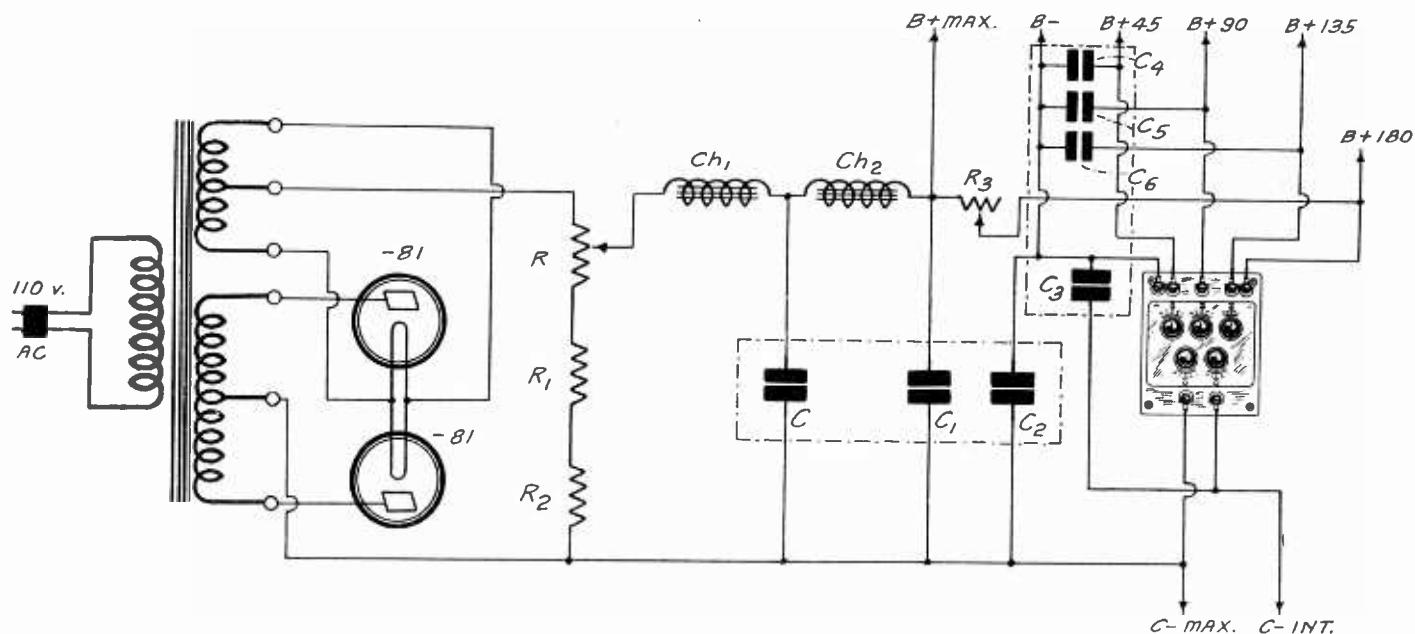 B+MAX.
B-
B+45
B+90
B+135
B+180
C4
C5
C6
Ch1
Ch2
R3
-81
R
110 v.
AC
C3
R1
C
C1
C2
-81
R2
C- MAX.
C- INT.